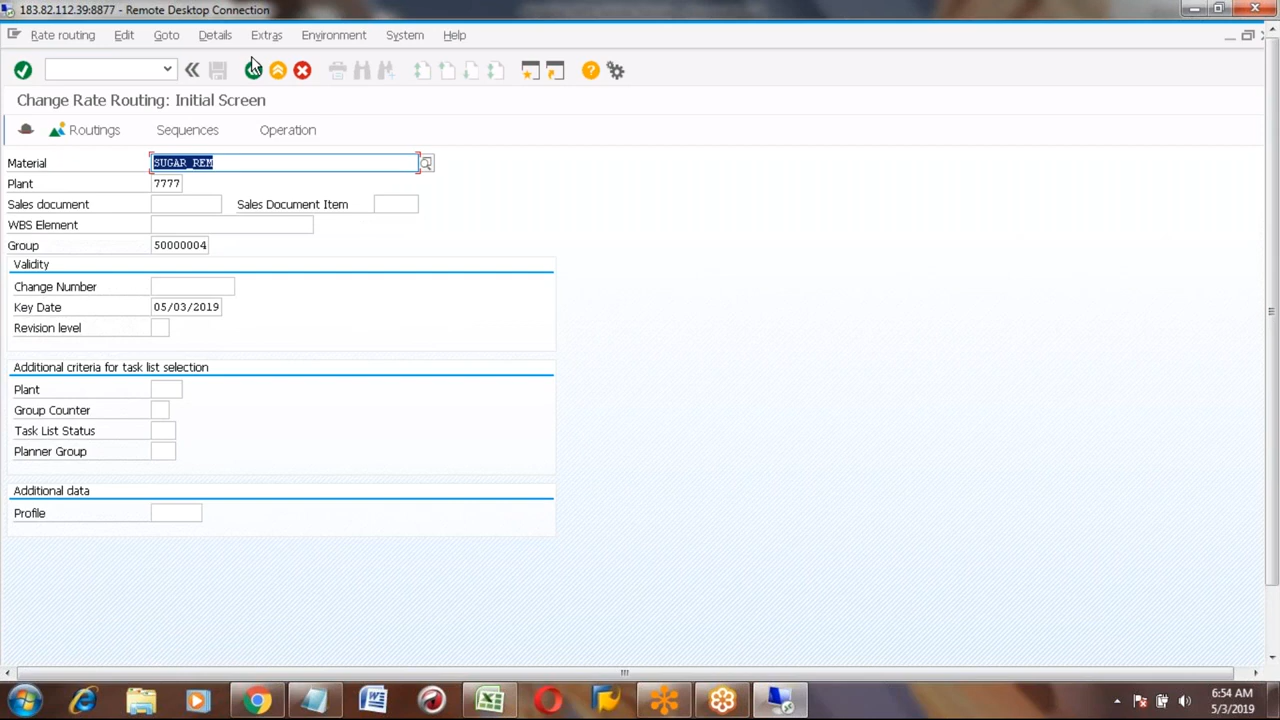 183.82.112.39:8877 - Remote Desktop Connection
Rate routing Edit Goto Details Extras Environment System Help
Change Rate Routing: Initial Screen
Routings Sequences Operation
Material SUGAR_REM
Plant 7777
Sales document Sales Document Item
WBS Element
Group 50000004
Validity
Change Number
Key Date 05/03/2019
Revision level
Additional criteria for task list selection
Plant
Group Counter
Task List Status
Planner Group
Additional data
Profile
6:54 AM
5/3/2019